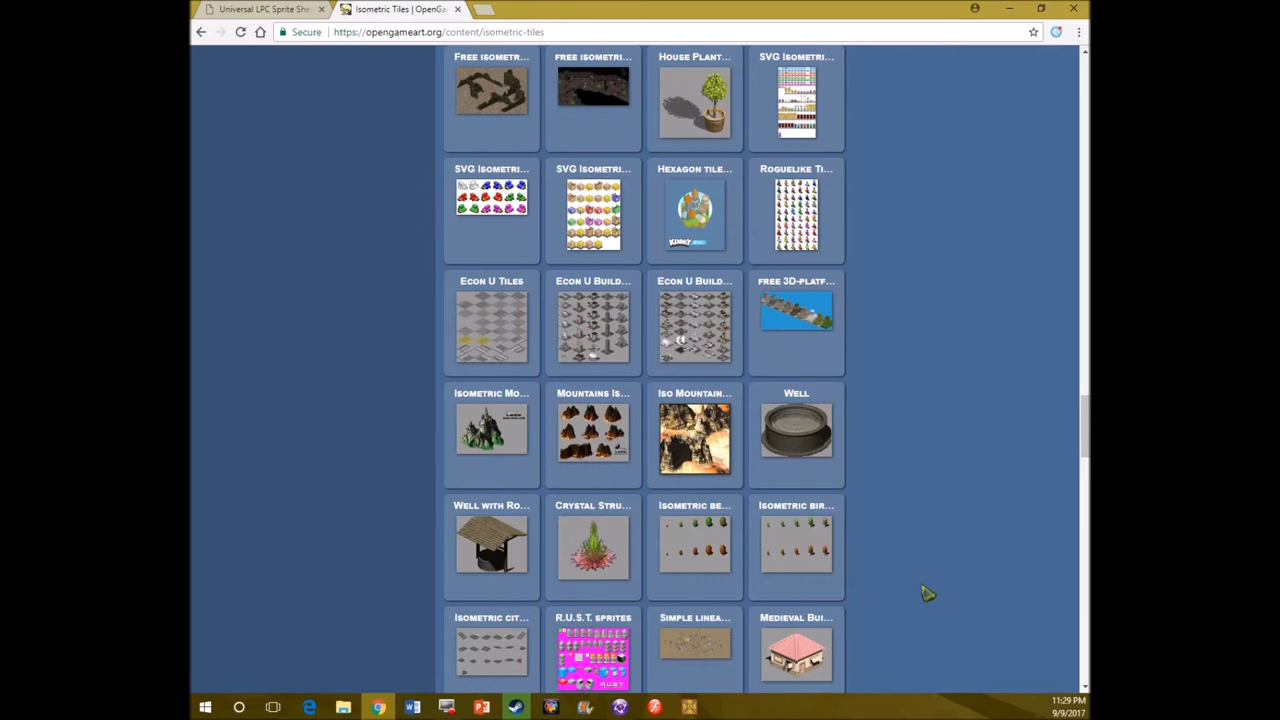 Universal LPC Sprite She
Isometric Tiles | OpenGa
Secure
https://opengameart.org/content/isometric-tiles
Free isometr...
free isometri...
House Plant...
SVG Isometri...
SVG Isometri...
SVG Isometri...
Hexagon tile...
Roguelike Ti...
Econ U Tiles
Econ U Build...
Econ U Build...
free 3D-platf...
Isometric Mo...
Mountains Is...
Iso Mountain...
Well
Well with Ro...
Crystal Stru...
Isometric be...
Isometric bir...
Isometric cit...
R.U.S.T. sprites
Simple linea...
Medieval Bui...
RUST
11:29 PM
9/9/2017